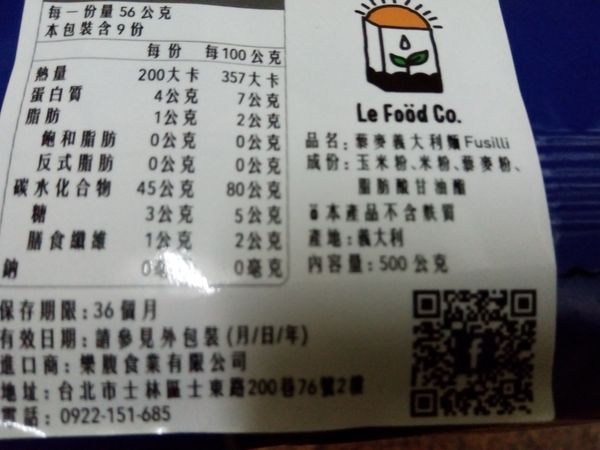 每一份量 56公克
本包裝含 9份
每份 每100公克
熱量 200大卡 357大卡
蛋白質 4公克 7公克
脂肪 1公克 2公克
飽和脂肪 0公克 0公克
反式脂肪 0公克 0公克
碳水化合物 45公克 80公克
糖 3公克 5公克
膳食纖維 1公克 2公克
鈉 0毫克 0毫克
Le Foöd Co.
品名: 藜麥義大利麵 Fusilli
成份: 玉米粉、米粉、藜麥粉、
脂肪酸甘油酯
本產品不含麩質
產地: 義大利
內容量: 500公克
保存期限: 36個月
有效日期: 請參見外包裝 (月/日/年)
進口商: 樂駿食業有限公司
地址: 台北市士林區士東路200巷76號2樓
電話: 0922-151-685